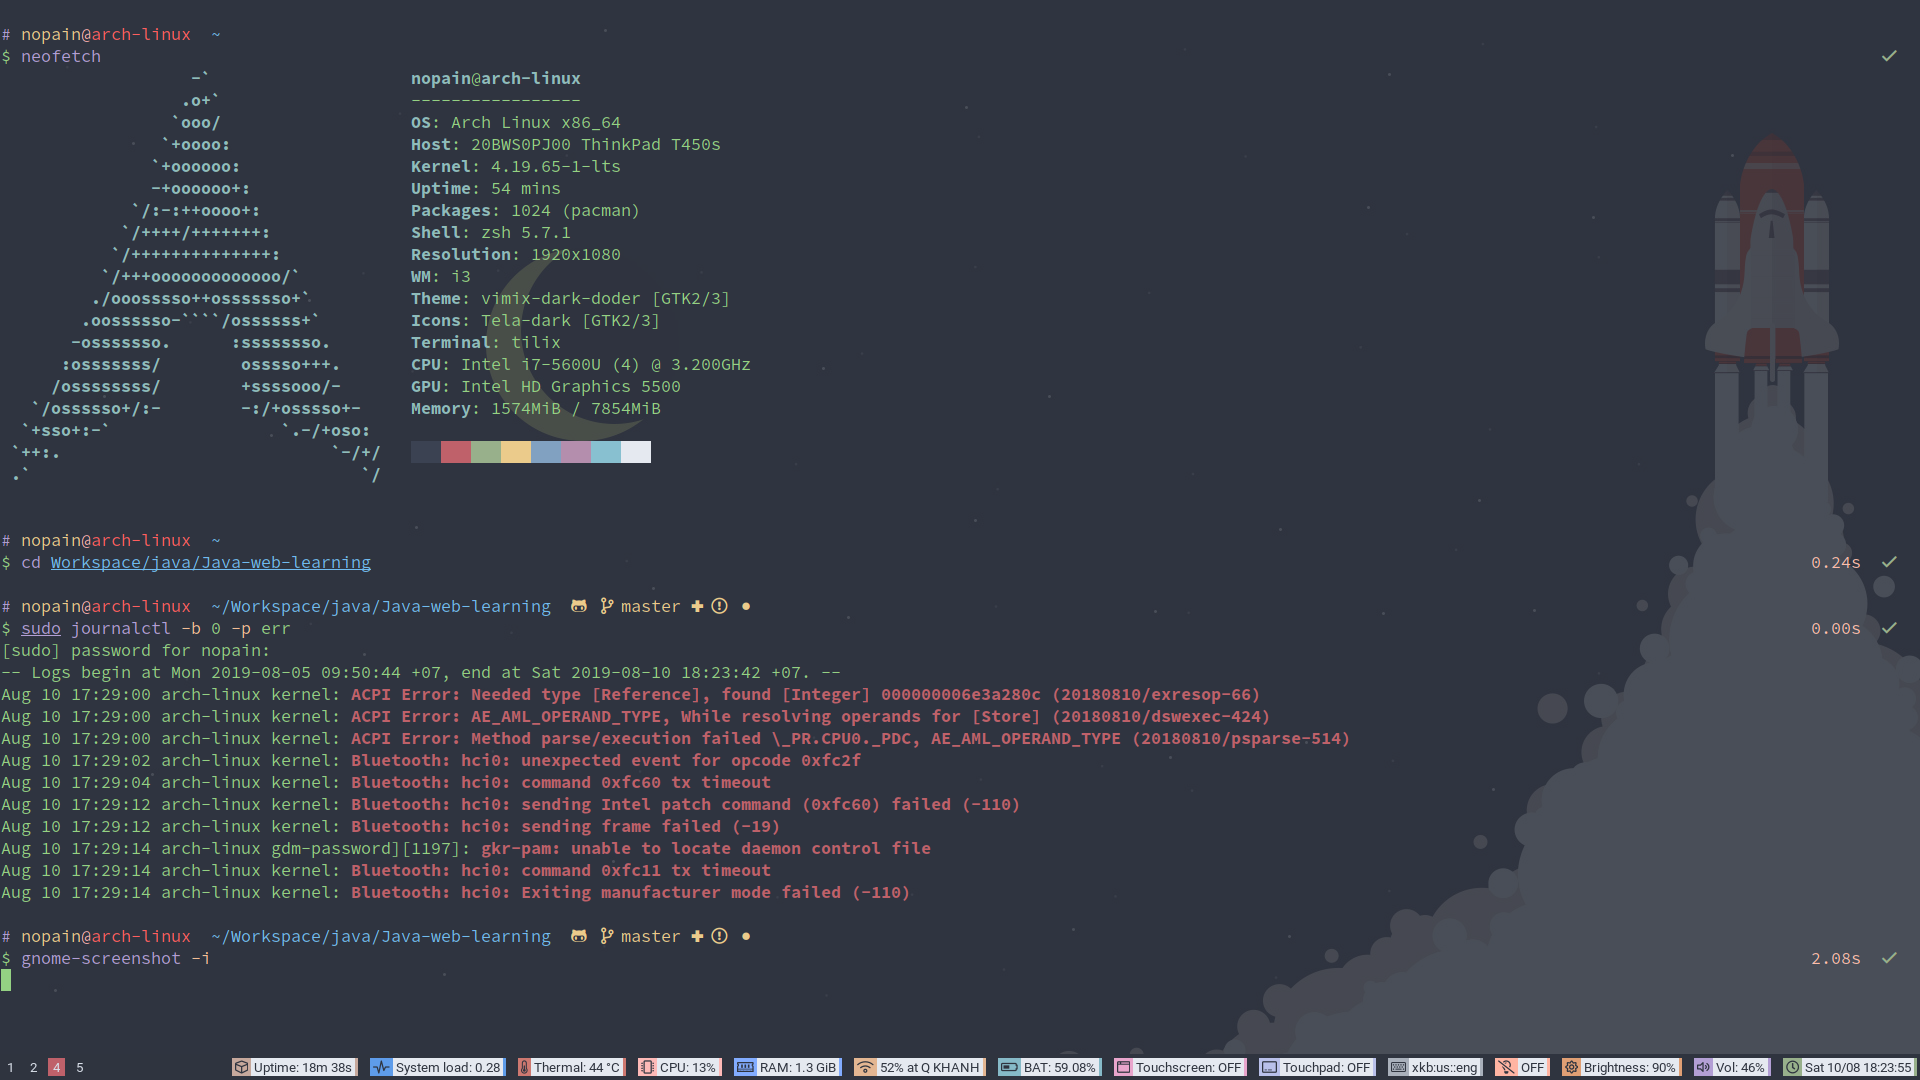 # nopain@arch-linux ~
$ neofetch
-`
.o+`
`ooo/
`+oooo:
`+oooooo:
-+oooooo+:
`/:-:++oooo+:
`/++++/+++++++:
`/++++++++++++++:
`/+++ooooooooooooo/`
./ooosssso++osssssso+`
.oossssso-````/ossssss+`
-osssssso. :ssssssso.
:osssssss/ osssso+++.
/ossssssss/ +ssssooo/-
`/ossssso+/:- -:/+osssso+-
`+sso+:-` `.-/+oso:
`++:. `-/+/
.` `/
nopain@arch-linux
-----------------
OS: Arch Linux x86_64
Host: 20BWS0PJ00 ThinkPad T450s
Kernel: 4.19.65-1-lts
Uptime: 54 mins
Packages: 1024 (pacman)
Shell: zsh 5.7.1
Resolution: 1920x1080
WM: i3
Theme: vimix-dark-doder [GTK2/3]
Icons: Tela-dark [GTK2/3]
Terminal: tilix
CPU: Intel i7-5600U (4) @ 3.200GHz
GPU: Intel HD Graphics 5500
Memory: 1574MiB / 7854MiB
# nopain@arch-linux ~
$ cd Workspace/java/Java-web-learning 0.24s
# nopain@arch-linux ~/Workspace/java/Java-web-learning master
$ sudo journalctl -b 0 -p err 0.00s
[sudo] password for nopain:
-- Logs begin at Mon 2019-08-05 09:50:44 +07, end at Sat 2019-08-10 18:23:42 +07. --
Aug 10 17:29:00 arch-linux kernel: ACPI Error: Needed type [Reference], found [Integer] 000000006e3a280c (20180810/exresop-66)
Aug 10 17:29:00 arch-linux kernel: ACPI Error: AE_AML_OPERAND_TYPE, While resolving operands for [Store] (20180810/dswexec-424)
Aug 10 17:29:00 arch-linux kernel: ACPI Error: Method parse/execution failed \_PR.CPU0._PDC, AE_AML_OPERAND_TYPE (20180810/psparse-514)
Aug 10 17:29:02 arch-linux kernel: Bluetooth: hci0: unexpected event for opcode 0xfc2f
Aug 10 17:29:04 arch-linux kernel: Bluetooth: hci0: command 0xfc60 tx timeout
Aug 10 17:29:12 arch-linux kernel: Bluetooth: hci0: sending Intel patch command (0xfc60) failed (-110)
Aug 10 17:29:12 arch-linux kernel: Bluetooth: hci0: sending frame failed (-19)
Aug 10 17:29:14 arch-linux gdm-password][1197]: gkr-pam: unable to locate daemon control file
Aug 10 17:29:14 arch-linux kernel: Bluetooth: hci0: command 0xfc11 tx timeout
Aug 10 17:29:14 arch-linux kernel: Bluetooth: hci0: Exiting manufacturer mode failed (-110)
# nopain@arch-linux ~/Workspace/java/Java-web-learning master
$ gnome-screenshot -i 2.08s
1 2 4 5 Uptime: 18m 38s System load: 0.28 Thermal: 44 °C CPU: 13% RAM: 1.3 GiB 52% at Q KHANH BAT: 59.08% Touchscreen: OFF Touchpad: OFF xkb:us::eng OFF Brightness: 90% Vol: 46% Sat 10/08 18:23:55